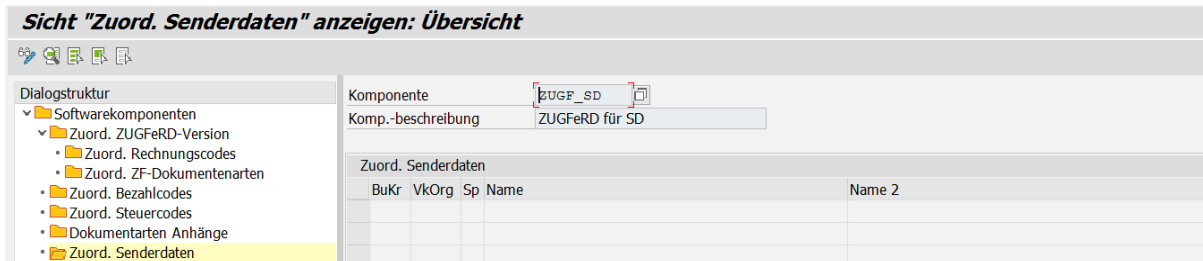 Sicht "Zuord. Senderdaten" anzeigen: Übersicht
Dialogstruktur
Softwarekomponenten
Zuord. ZUGFeRD-Version
Zuord. Rechnungscodes
Zuord. ZF-Dokumentenarten
Zuord. Bezahlcodes
Zuord. Steuercodes
Dokumentarten Anhänge
Zuord. Senderdaten
Komponente ZUGF_SD
Komp.-beschreibung ZUGFeRD für SD
Zuord. Senderdaten
BuKr VkOrg Sp Name Name 2